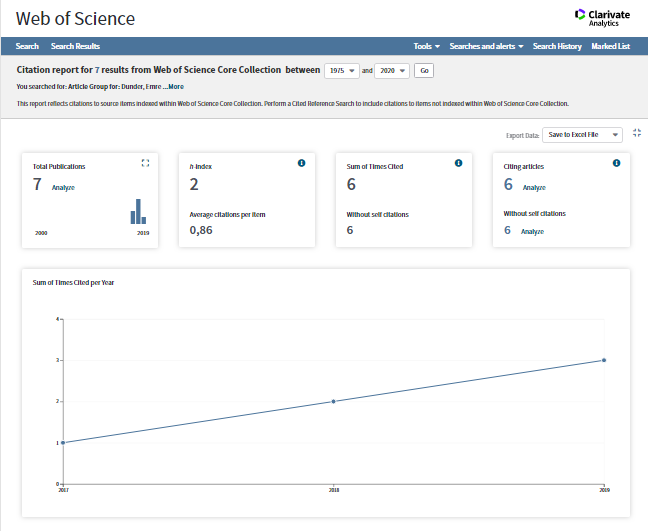 Web of Science
Clarivate
Analytics
Search Search Results Tools Searches and alerts Search History Marked List
Citation report for 7 results from Web of Science Core Collection between 1975 and 2020 Go
You searched for: Article Group for: Dunder, Emre ...More
This report reflects citations to source items indexed within Web of Science Core Collection. Perform a Cited Reference Search to include citations to items not indexed within Web of Science Core Collection.
Export Data: Save to Excel File
Total Publications
7 Analyze
2000 2019
h-index
2
Average citations per item
0,86
Sum of Times Cited
6
Without self citations
6
Citing articles
6 Analyze
Without self citations
6 Analyze
Sum of Times Cited per Year
4
3
2
1
0
2017 2018 2019